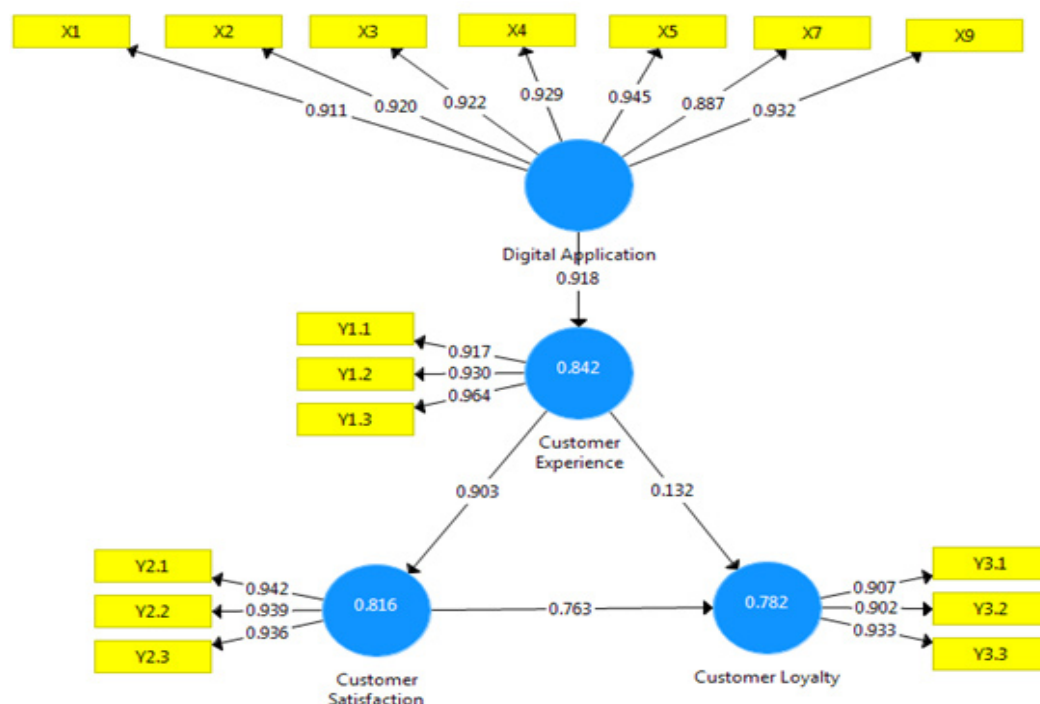 X1
X2
X3
X4
X5
X7
X9
0.911
0.920
0.922
0.929
0.945
0.887
0.932
Digital Application
0.918
Y1.1
Y1.2
Y1.3
0.917
0.930
0.964
0.842
Customer
Experience
0.903
0.132
Y2.1
Y2.2
Y2.3
0.942
0.939
0.936
0.816
Customer
Satisfaction
0.763
0.782
Customer Loyalty
0.907
0.902
0.933
Y3.1
Y3.2
Y3.3